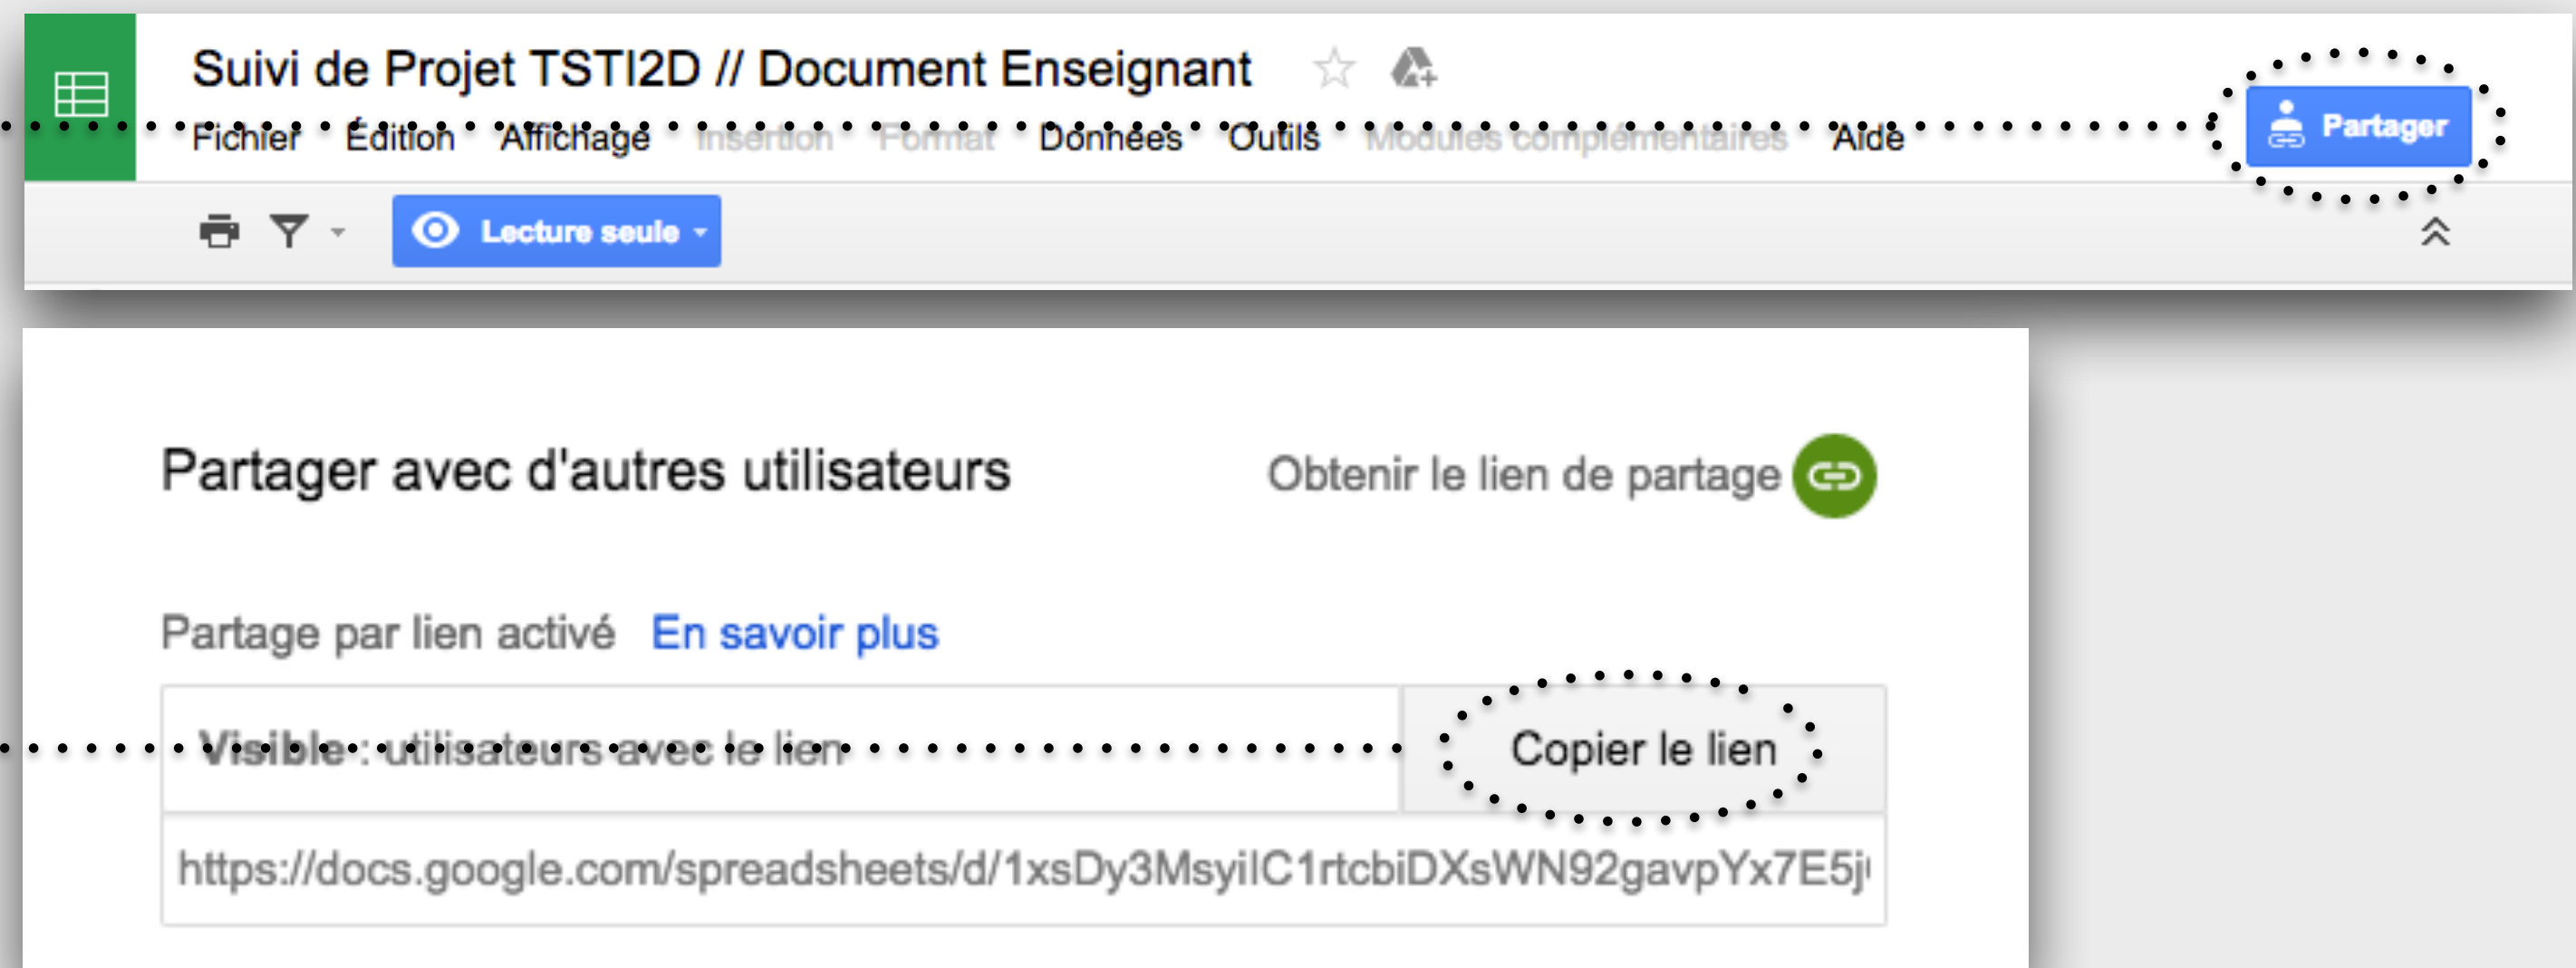 Suivi de Projet TSTI2D // Document Enseignant
Fichier Édition Affichage Insertion Format Données Outils Modules complémentaires Aide
Partager
Lecture seule
Partager avec d'autres utilisateurs
Obtenir le lien de partage
Partage par lien activé En savoir plus
Visible : utilisateurs avec le lien
Copier le lien
https://docs.google.com/spreadsheets/d/1xsDy3MsyilC1rtcbiDXsWN92gavpYx7E5j